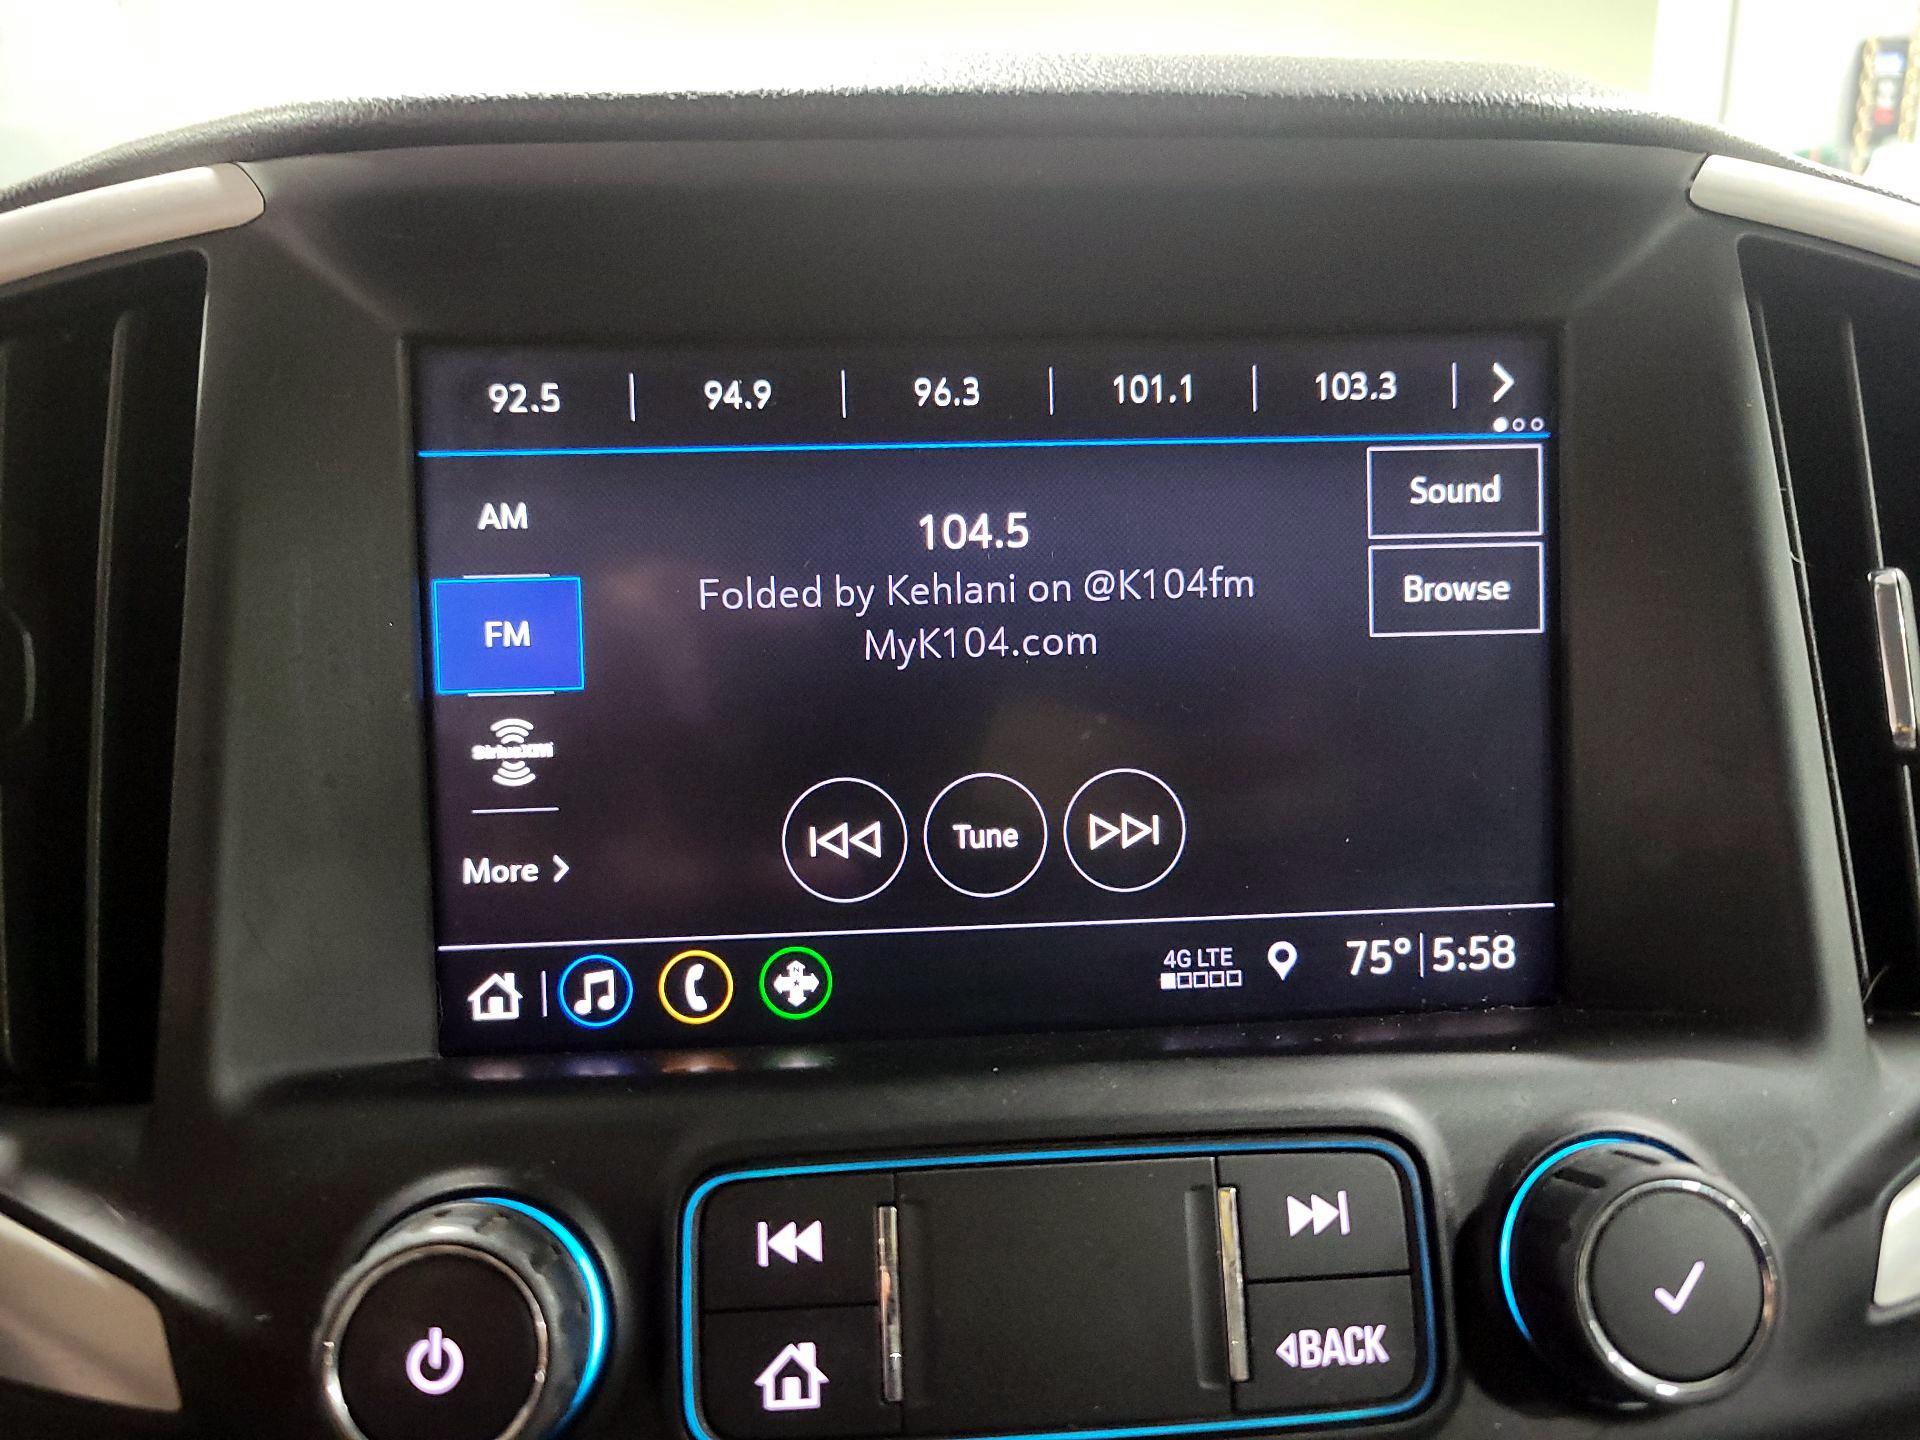 92.5 | 94.9 | 96.3 | 101.1 | 103.3 |
Sound
AM
104.5
Folded by Kehlani on @K104fm
MyK104.com
Browse
FM
SiriusXM
Tune
More
4G LTE
75° | 5:58
BACK